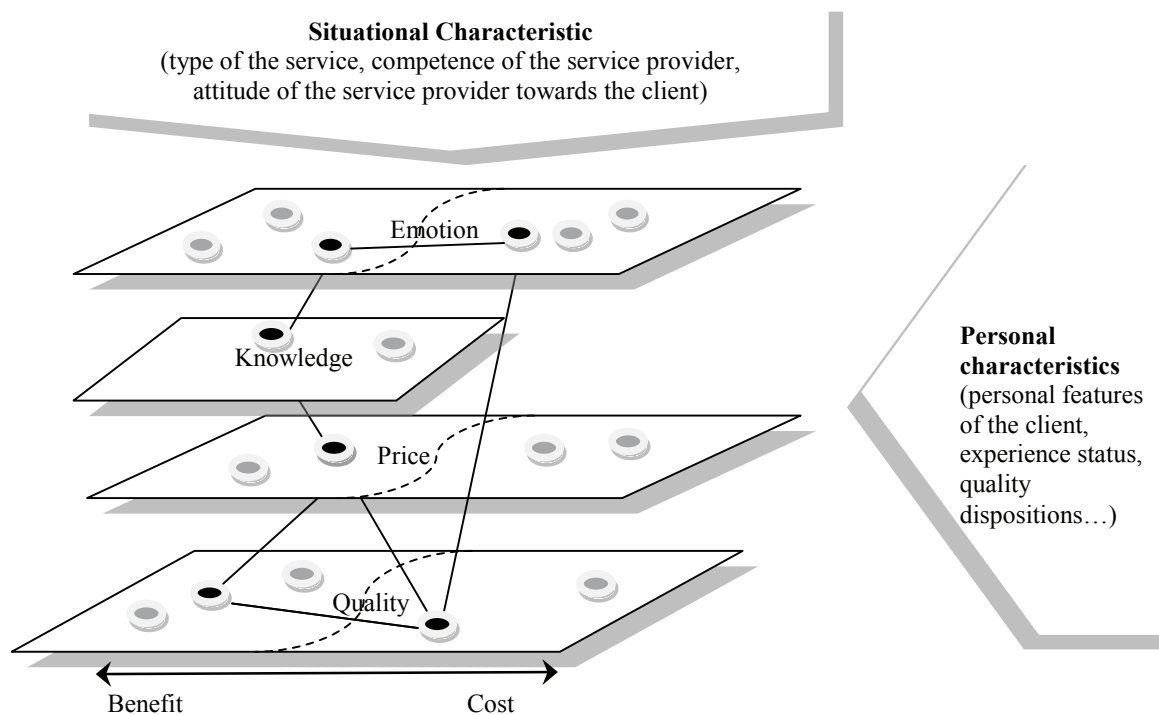 Situational Characteristic
(type of the service, competence of the service provider,
attitude of the service provider towards the client)
Emotion
Knowledge
Price
Quality
Benefit
Cost
Personal
characteristics
(personal features
of the client,
experience status,
quality
dispositions…)